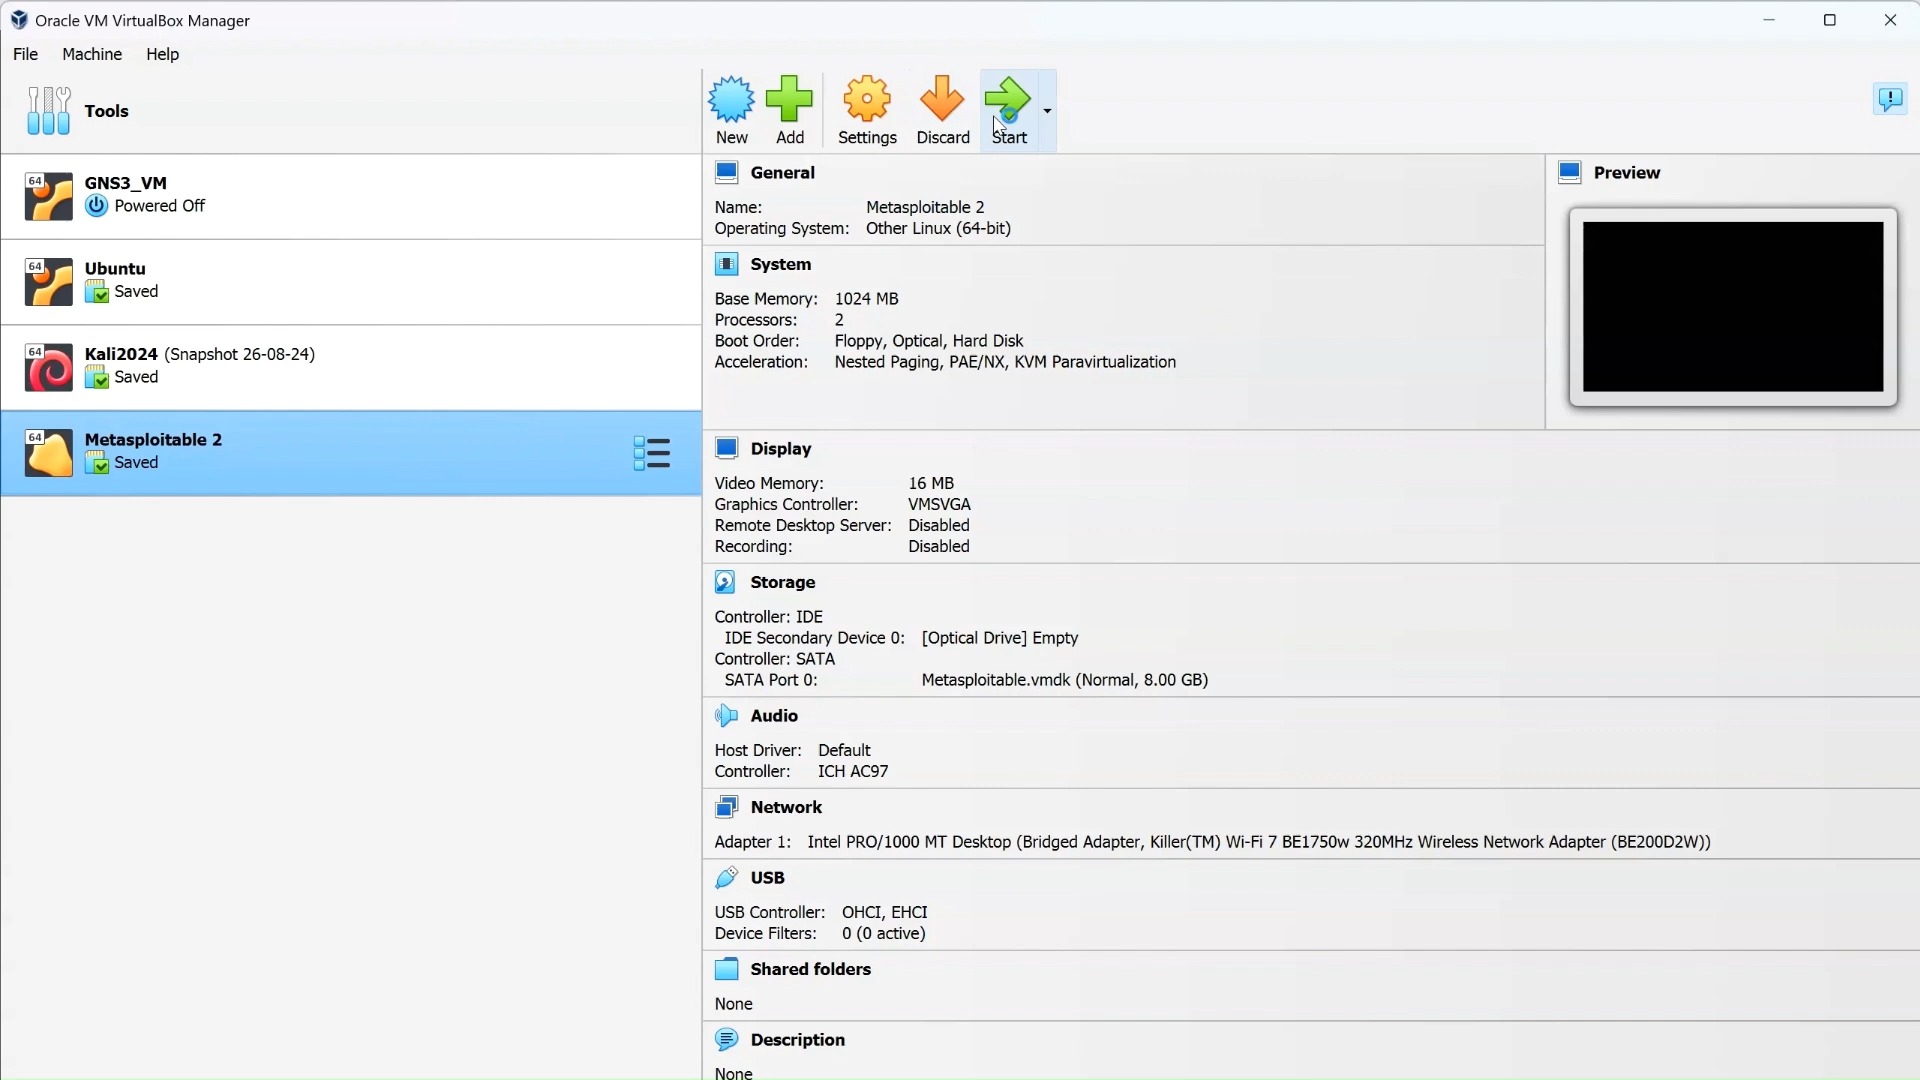 Oracle VM VirtualBox Manager
File Machine Help
Tools
New Add Settings Discard Start
64
GNS3_VM
Powered Off
64
Ubuntu
Saved
64
Kali2024 (Snapshot 26-08-24)
Saved
64
Metasploitable 2
Saved
General
Name: Metasploitable 2
Operating System: Other Linux (64-bit)
Preview
System
Base Memory: 1024 MB
Processors: 2
Boot Order: Floppy, Optical, Hard Disk
Acceleration: Nested Paging, PAE/NX, KVM Paravirtualization
Display
Video Memory: 16 MB
Graphics Controller: VMSVGA
Remote Desktop Server: Disabled
Recording: Disabled
Storage
Controller: IDE
IDE Secondary Device 0: [Optical Drive] Empty
Controller: SATA
SATA Port 0: Metasploitable.vmdk (Normal, 8.00 GB)
Audio
Host Driver: Default
Controller: ICH AC97
Network
Adapter 1: Intel PRO/1000 MT Desktop (Bridged Adapter, Killer(TM) Wi-Fi 7 BE1750w 320MHz Wireless Network Adapter (BE200D2W))
USB
USB Controller: OHCI, EHCI
Device Filters: 0 (0 active)
Shared folders
None
Description
None